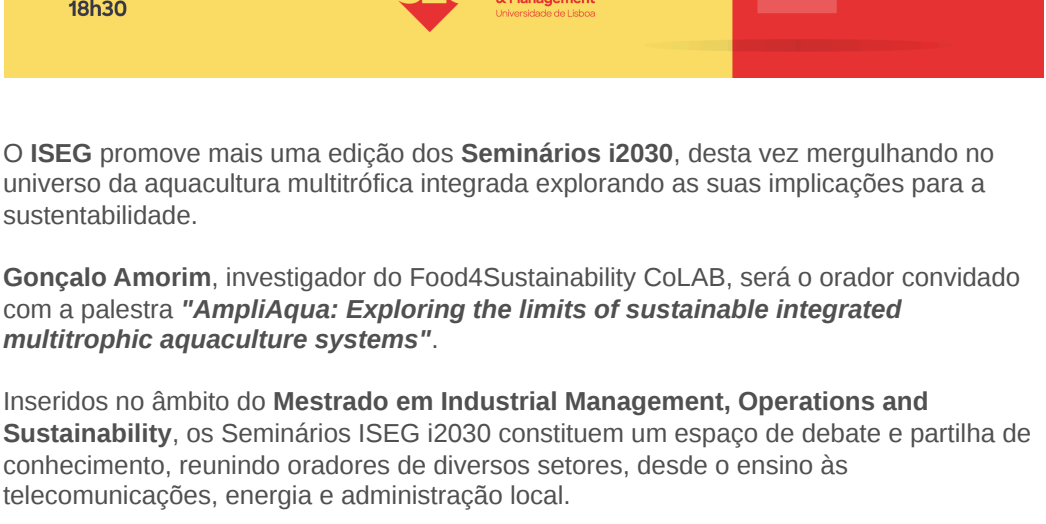 18h30
& Management
Universidade de Lisboa
O ISEG promove mais uma edição dos Seminários i2030, desta vez mergulhando no
universo da aquacultura multitrófica integrada explorando as suas implicações para a
sustentabilidade.
Gonçalo Amorim, investigador do Food4Sustainability CoLAB, será o orador convidado
com a palestra "AmpliAqua: Exploring the limits of sustainable integrated
multitrophic aquaculture systems".
Inseridos no âmbito do Mestrado em Industrial Management, Operations and
Sustainability, os Seminários ISEG i2030 constituem um espaço de debate e partilha de
conhecimento, reunindo oradores de diversos setores, desde o ensino às
telecomunicações, energia e administração local.